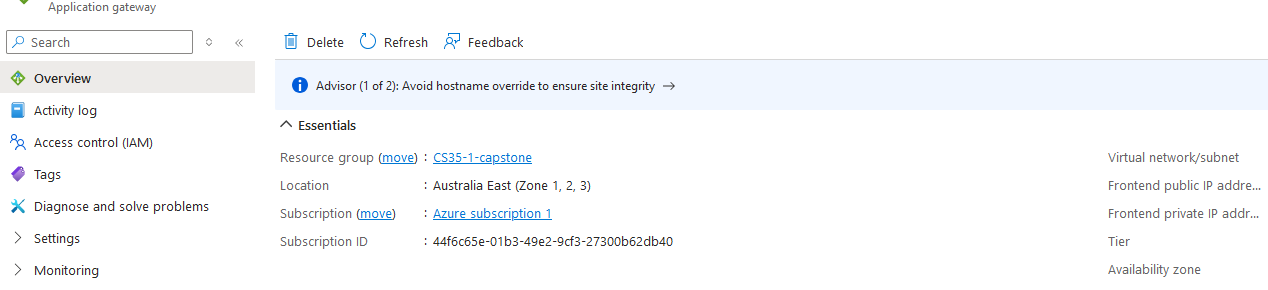 Application gateway
Search
«
Delete
Refresh
Feedback
Overview
Advisor (1 of 2): Avoid hostname override to ensure site integrity →
Activity log
Essentials
Access control (IAM)
Resource group (move) : CS35-1-capstone
Virtual network/subnet
Tags
Location : Australia East (Zone 1, 2, 3)
Frontend public IP addre...
Diagnose and solve problems
Subscription (move) : Azure subscription 1
Frontend private IP addr...
Settings
Subscription ID : 44f6c65e-01b3-49e2-9cf3-27300b62db40
Tier
Monitoring
Availability zone